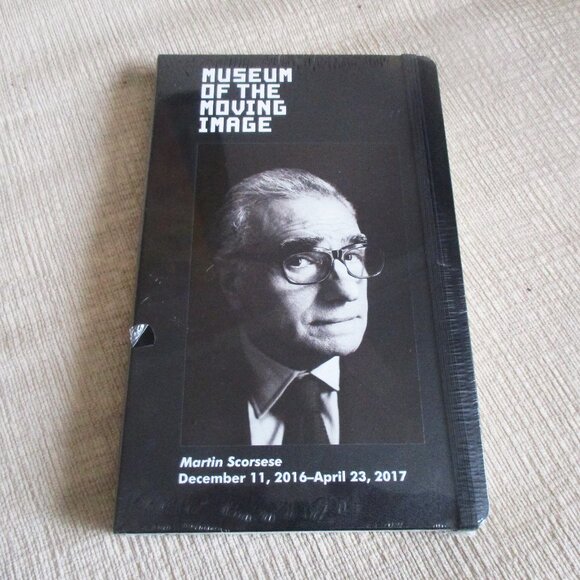 MUSEUM
OF THE
MOVING
IMAGE
Martin Scorsese
December 11, 2016–April 23, 2017